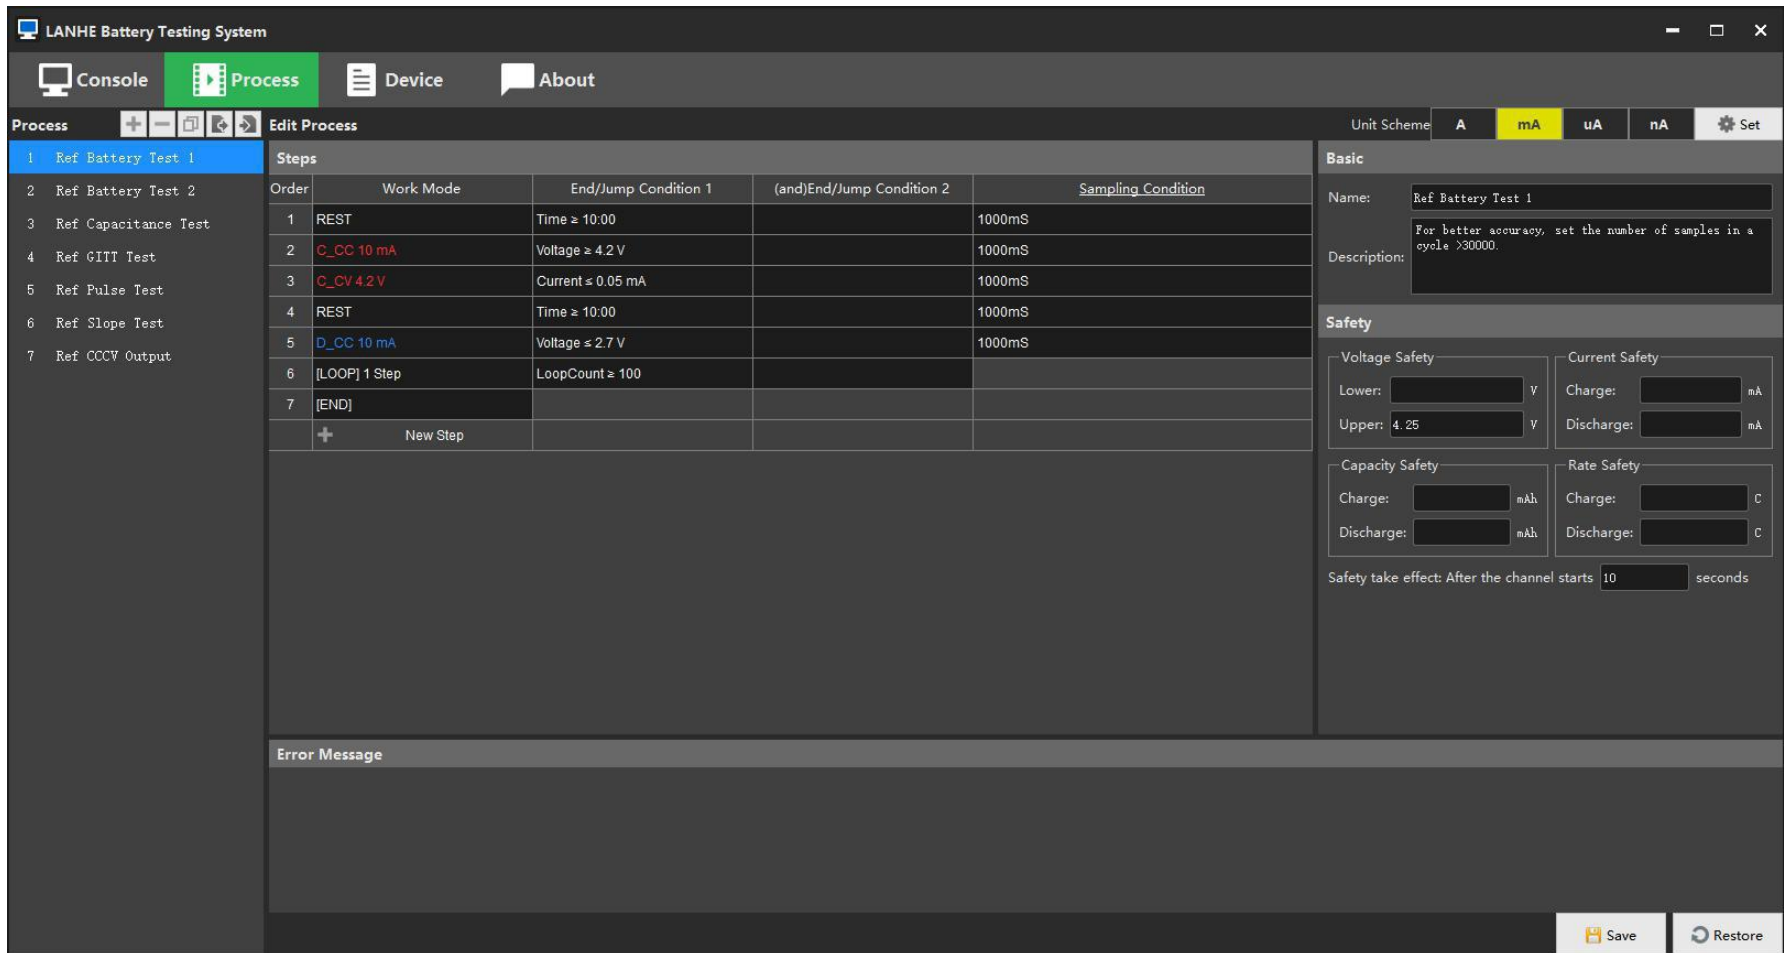 LANHE Battery Testing System
Console Process Device About
Process
1 Ref Battery Test 1
2 Ref Battery Test 2
3 Ref Capacitance Test
4 Ref GITT Test
5 Ref Pulse Test
6 Ref Slope Test
7 Ref CCCV Output
Edit Process
Unit Scheme A mA uA nA Set
Steps
Order Work Mode End/Jump Condition 1 (and)End/Jump Condition 2 Sampling Condition
1 REST Time ≥ 10:00 1000mS
2 C_CC 10 mA Voltage ≥ 4.2 V 1000mS
3 C_CV 4.2 V Current ≤ 0.05 mA 1000mS
4 REST Time ≥ 10:00 1000mS
5 D_CC 10 mA Voltage ≤ 2.7 V 1000mS
6 [LOOP] 1 Step LoopCount ≥ 100
7 [END]
New Step
Basic
Name: Ref Battery Test 1
Description: For better accuracy, set the number of samples in a
cycle >30000.
Safety
Voltage Safety
Lower: V
Upper: 4.25 V
Current Safety
Charge: mA
Discharge: mA
Capacity Safety
Charge: mAh
Discharge: mAh
Rate Safety
Charge: C
Discharge: C
Safety take effect: After the channel starts 10 seconds
Error Message
Save Restore